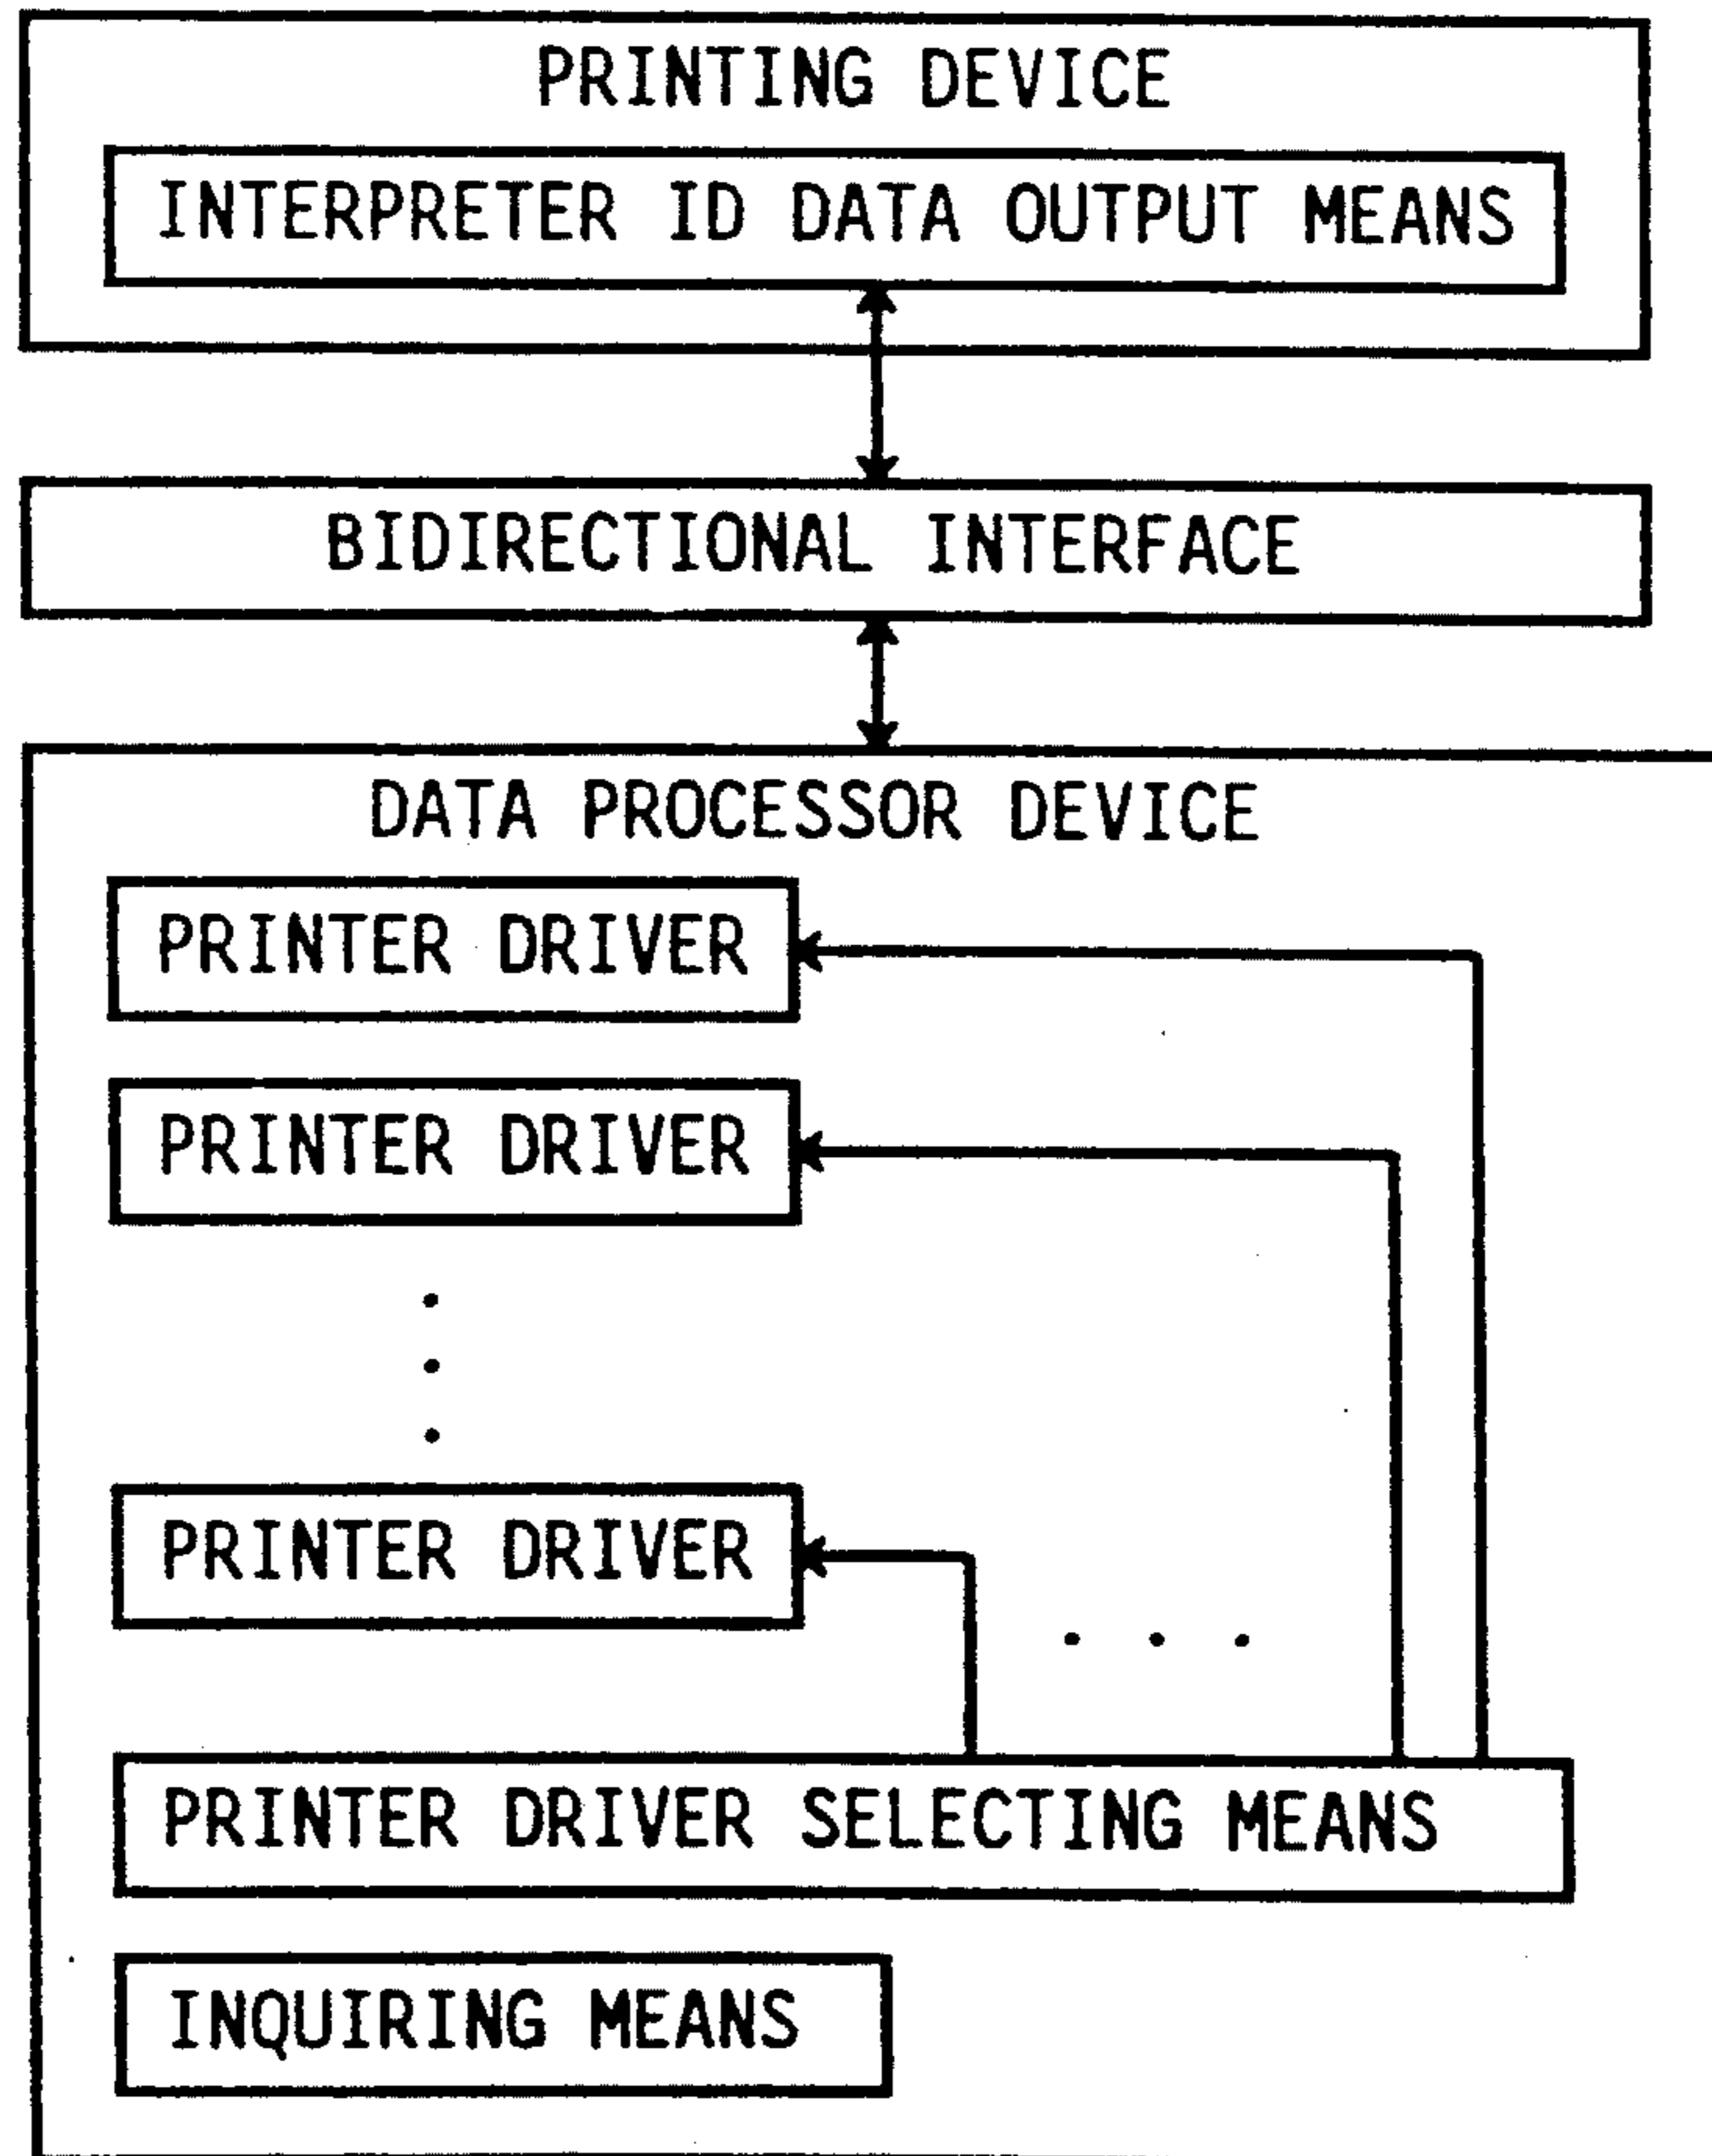 PRINTING DEVICE
INTERPRETER ID DATA OUTPUT MEANS
BIDIRECTIONAL INTERFACE
DATA PROCESSOR DEVICE
PRINTER DRIVER
PRINTER DRIVER
PRINTER DRIVER
PRINTER DRIVER SELECTING MEANS
INQUIRING MEANS